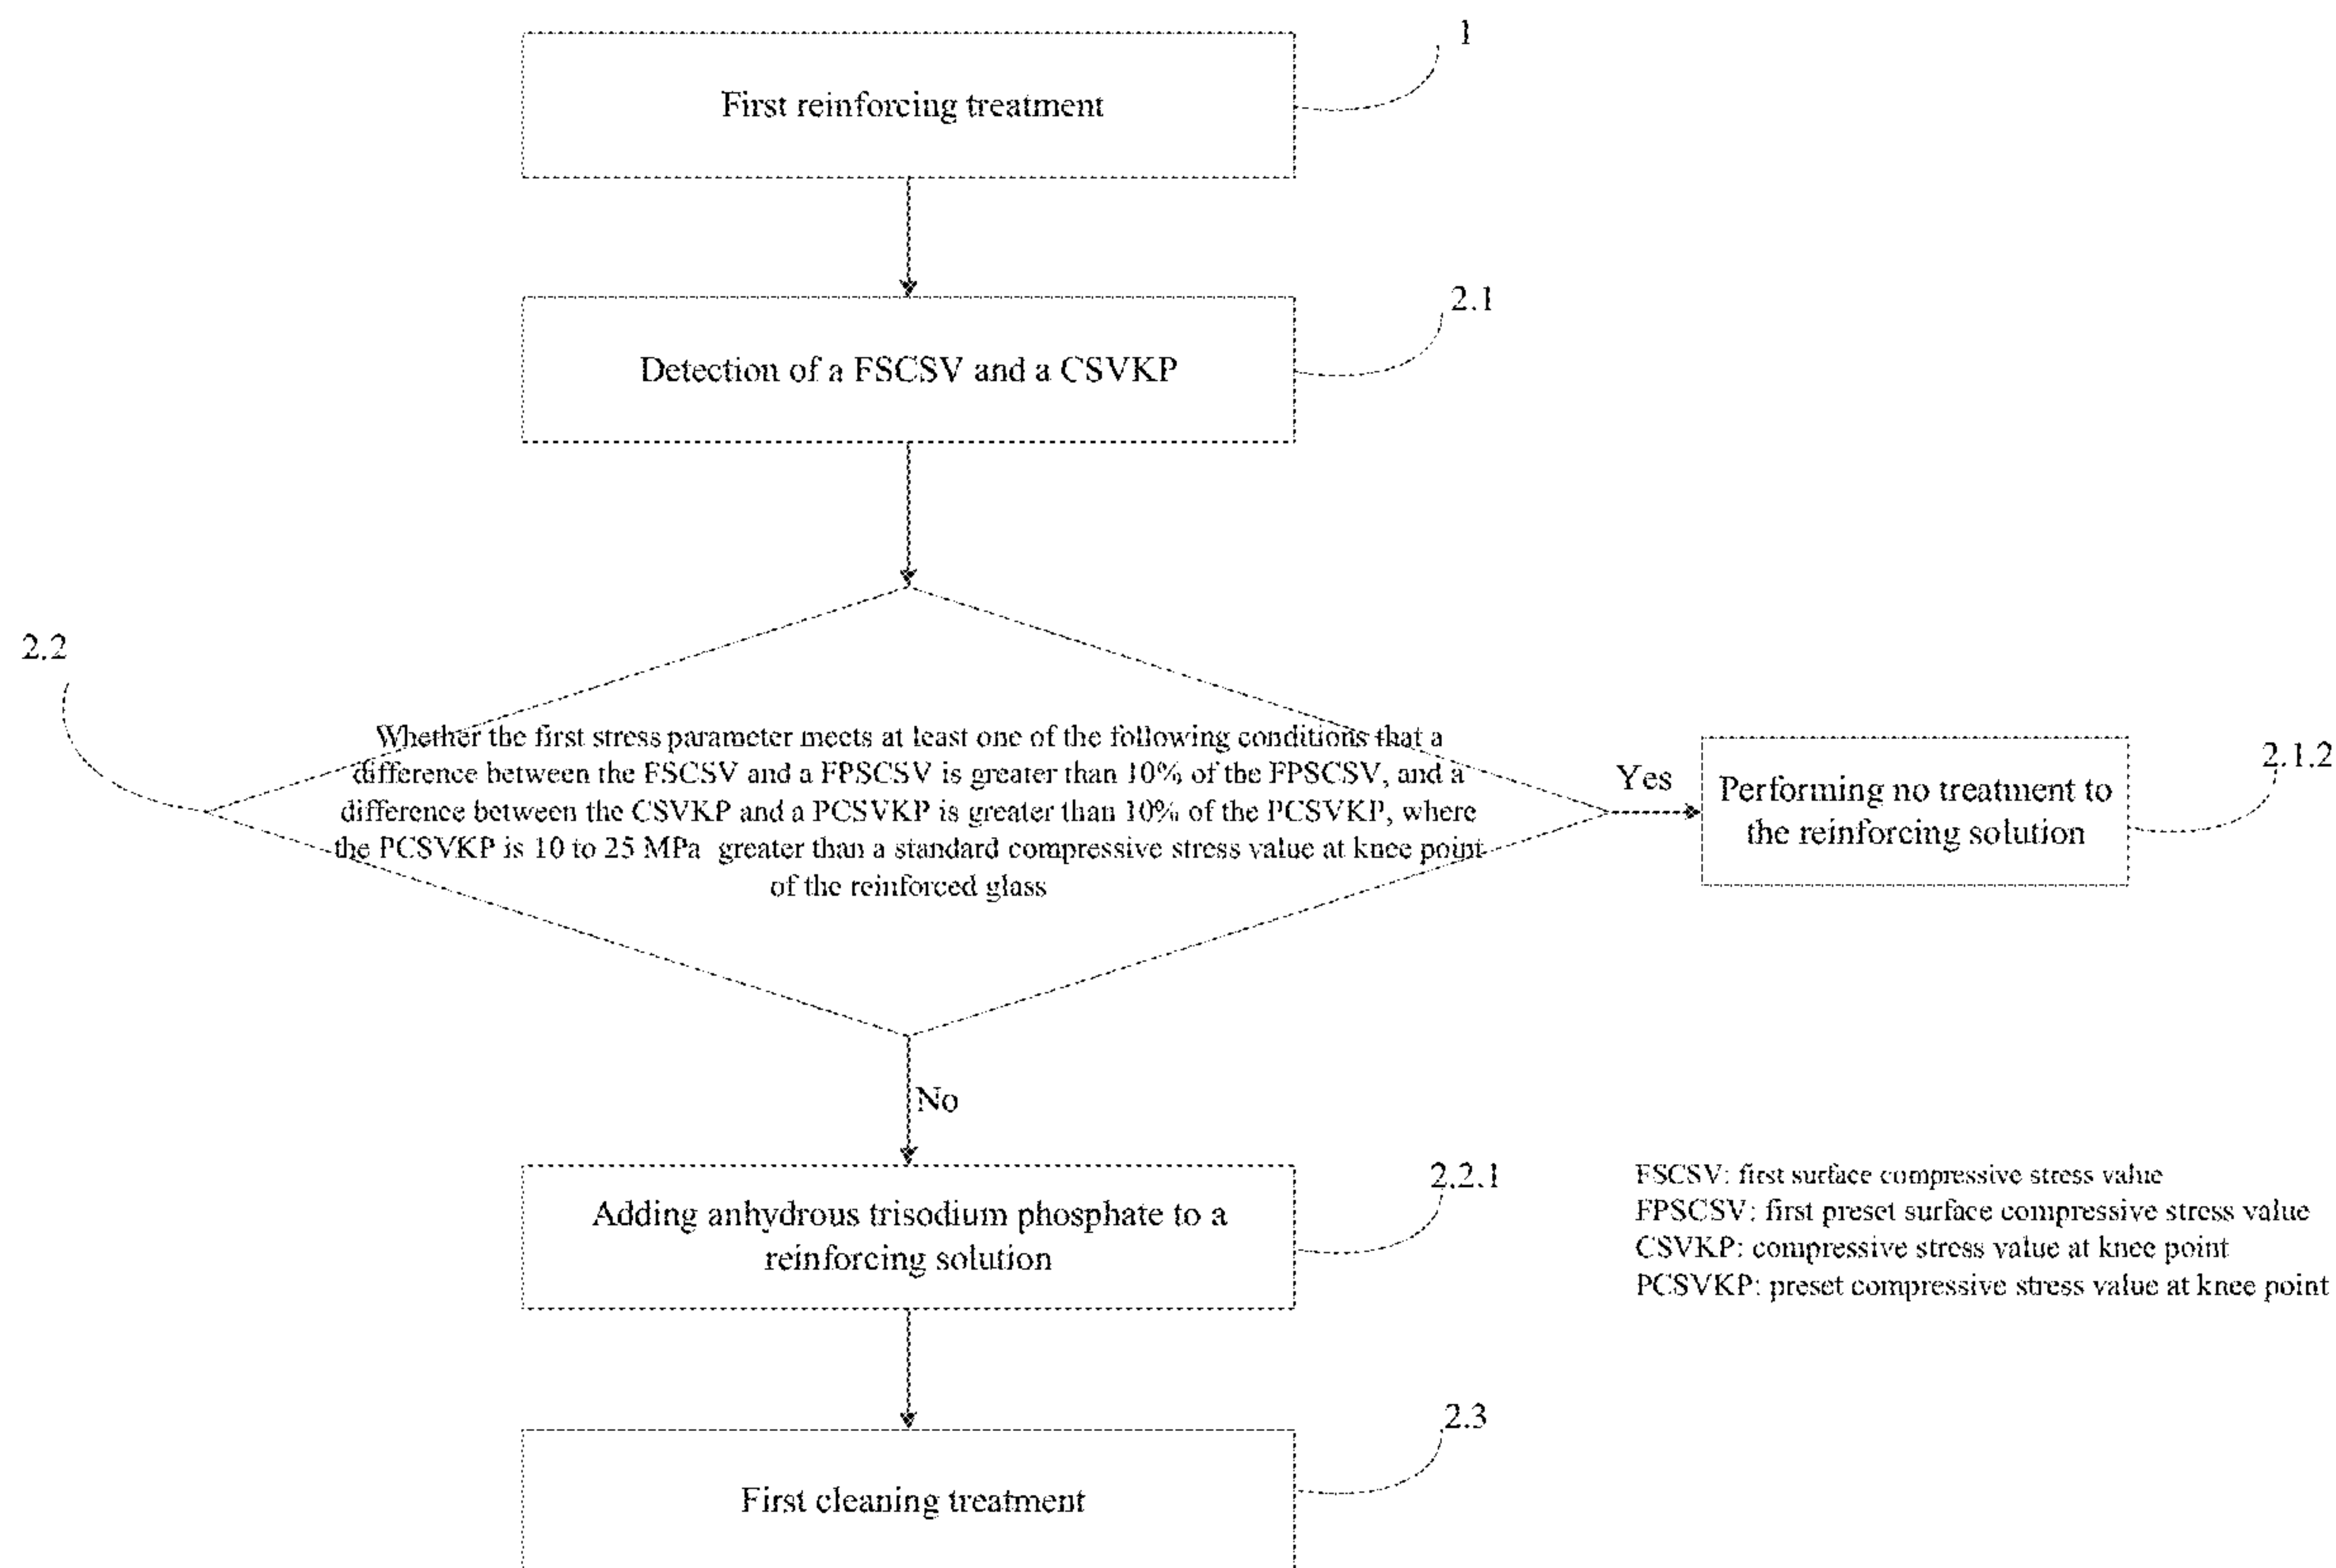 1
First reinforcing treatment
2.1
Detection of a FSCSV and a CSVKP
2.2
Whether the first stress parameter meets at least one of the following conditions that a
difference between the FSCSV and a FPSCSV is greater than 10% of the FPSCSV, and a
difference between the CSVKP and a PCSVKP is greater than 10% of the PCSVKP, where
the PCSVKP is 10 to 25 MPa greater than a standard compressive stress value at knee point
of the reinforced glass
Yes
2.1.2
Performing no treatment to
the reinforcing solution
No
2.2.1
Adding anhydrous trisodium phosphate to a
reinforcing solution
FSCSV: first surface compressive stress value
FPSCSV: first preset surface compressive stress value
CSVKP: compressive stress value at knee point
PCSVKP: preset compressive stress value at knee point
2.3
First cleaning treatment